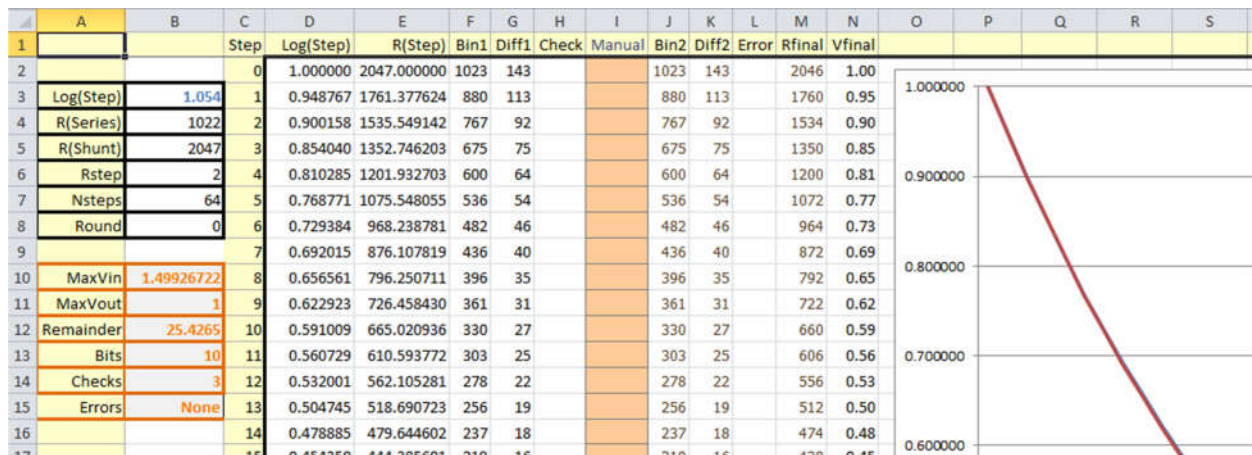 A B C D E F G H I J K L M N O P Q R S
1 Step Log(Step) R(Step) Bin1 Diff1 Check Manual Bin2 Diff2 Error Rfinal Vfinal
2 0 1.000000 2047.000000 1023 143 1023 143 2046 1.00
3 Log(Step) 1.054 1 0.948767 1761.377624 880 113 880 113 1760 0.95 1.000000
4 R(Series) 1022 2 0.900158 1535.549142 767 92 767 92 1534 0.90
5 R(Shunt) 2047 3 0.854040 1352.746203 675 75 675 75 1350 0.85
6 Rstep 2 4 0.810285 1201.932703 600 64 600 64 1200 0.81 0.900000
7 Nsteps 64 5 0.768771 1075.548055 536 54 536 54 1072 0.77
8 Round 0 6 0.729384 968.238781 482 46 482 46 964 0.73
9 7 0.692015 876.107819 436 40 436 40 872 0.69
10 MaxVin 1.49926722 8 0.656561 796.250711 396 35 396 35 792 0.65 0.800000
11 MaxVout 1 9 0.622923 726.458430 361 31 361 31 722 0.62
12 Remainder 25.4265 10 0.591009 665.020936 330 27 330 27 660 0.59
13 Bits 10 11 0.560729 610.593772 303 25 303 25 606 0.56 0.700000
14 Checks 3 12 0.532001 562.105281 278 22 278 22 556 0.53
15 Errors None 13 0.504745 518.690723 256 19 256 19 512 0.50
16 14 0.478885 479.644602 237 18 237 18 474 0.48 0.600000